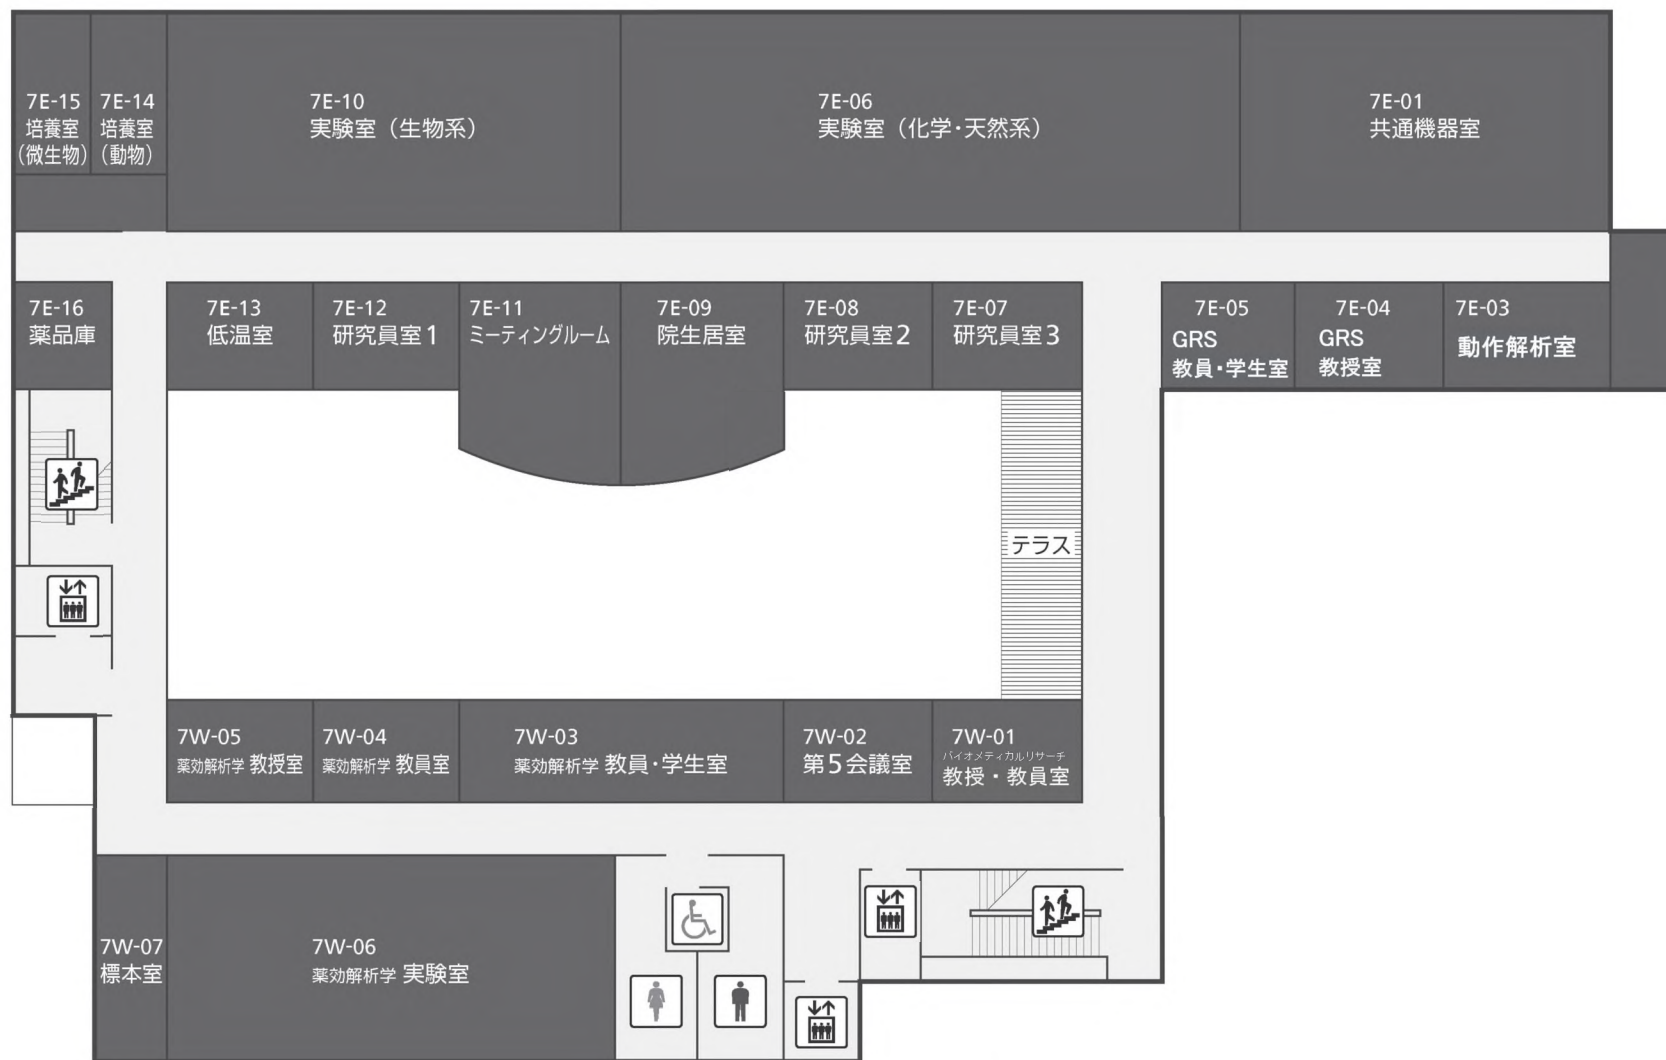 7E-15
培養室
（微生物）
7E-14
培養室
（動物）
7E-10
実験室（生物系）
7E-06
実験室（化学・天然系）
7E-01
共通機器室
7E-16
薬品庫
7E-13
低温室
7E-12
研究員室1
7E-11
ミーティングルーム
7E-09
院生居室
7E-08
研究員室2
7E-07
研究員室3
7E-05
GRS
教員・学生室
7E-04
GRS
教授室
7E-03
動作解析室
テラス
7W-05
薬効解析学 教授室
7W-04
薬効解析学 教員室
7W-03
薬効解析学 教員・学生室
7W-02
第5会議室
7W-01
バイオメディカルリサーチ
教授・教員室
7W-07
標本室
7W-06
薬効解析学 実験室